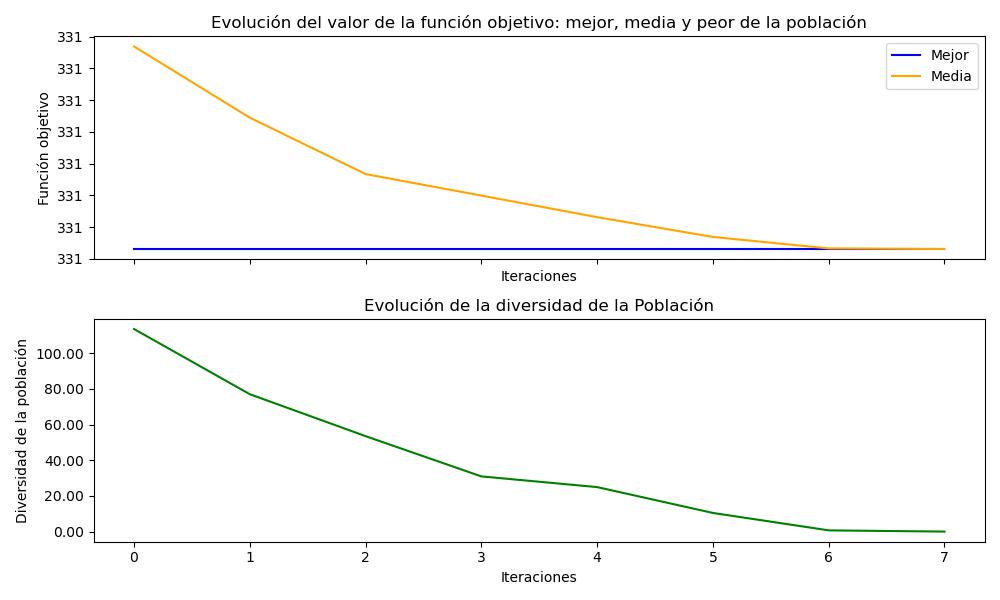 Evolución del valor de la función objetivo: mejor, media y peor de la población
331
331
331
331
331
331
331
331
Función objetivo
Mejor
Media
Iteraciones
Evolución de la diversidad de la Población
100.00
80.00
60.00
40.00
20.00
0.00
Diversidad de la población
0 1 2 3 4 5 6 7
Iteraciones